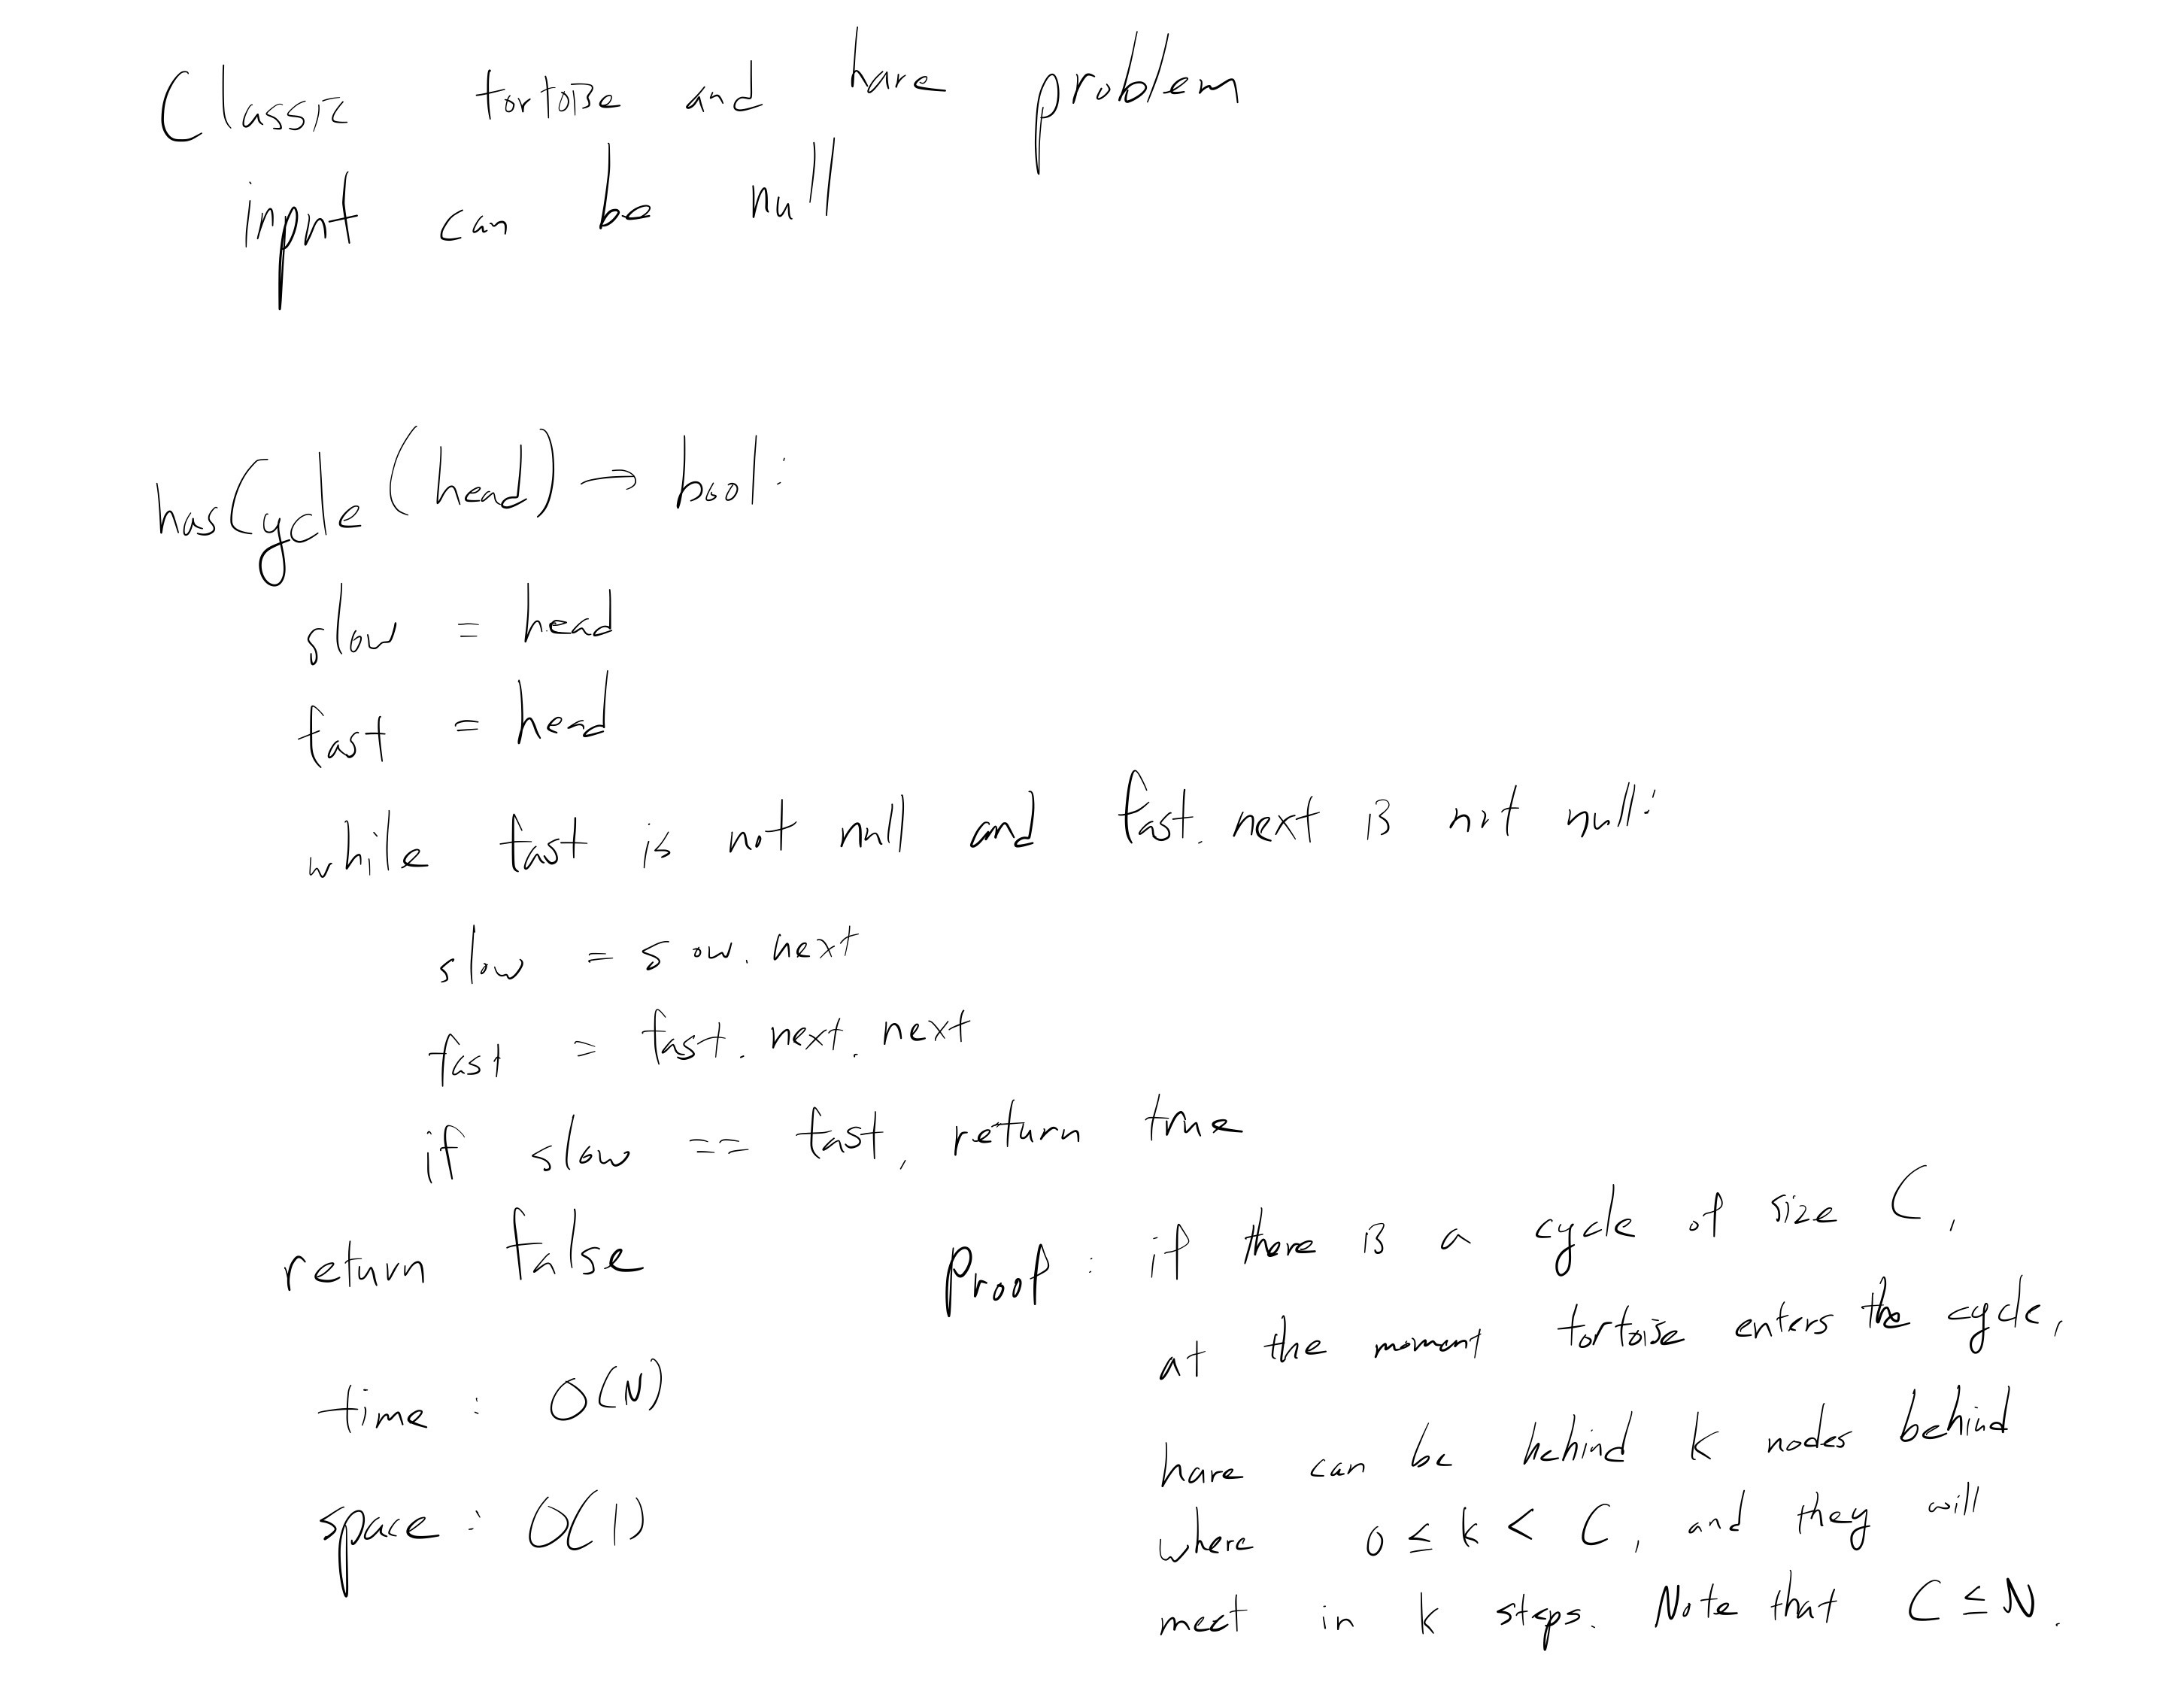 Classic tortoise and hare problem
input can be null
hasCycle(head) → bool:
slow = head
fast = head
while fast is not null and fast.next is not null:
slow = sow.next
fast = fast.next.next
if slow == fast, return true
return false
time : O(N)
space : O(1)
Proof : if there is a cycle of size C,
at the moment tortoise enters the cycle,
hare can be behind k nodes behind
where 0 ≤ k < C, and they will
meet in k steps. Note that C ≤ N.